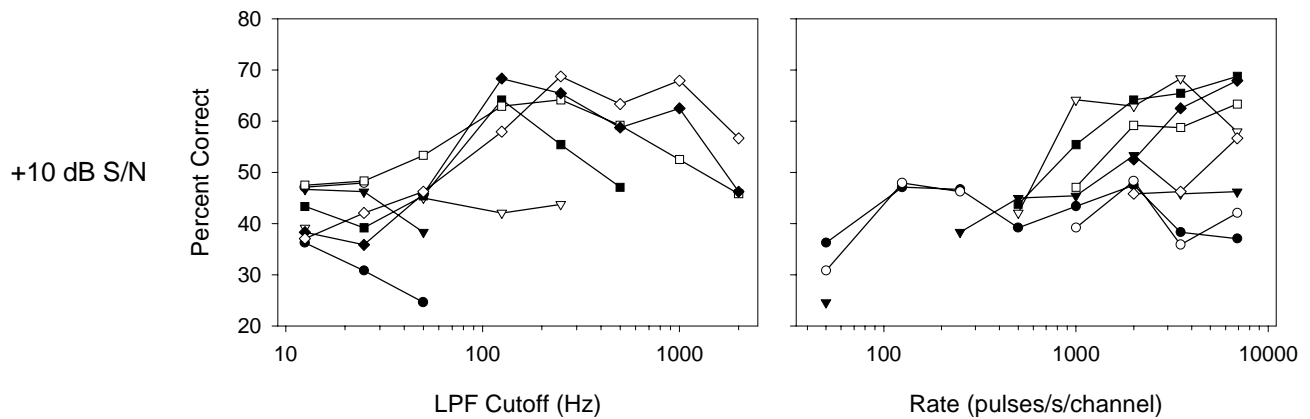 80
70
60
50
40
30
20
+10 dB S/N
Percent Correct
10 100 1000
100 1000 10000
LPF Cutoff (Hz)
Rate (pulses/s/channel)